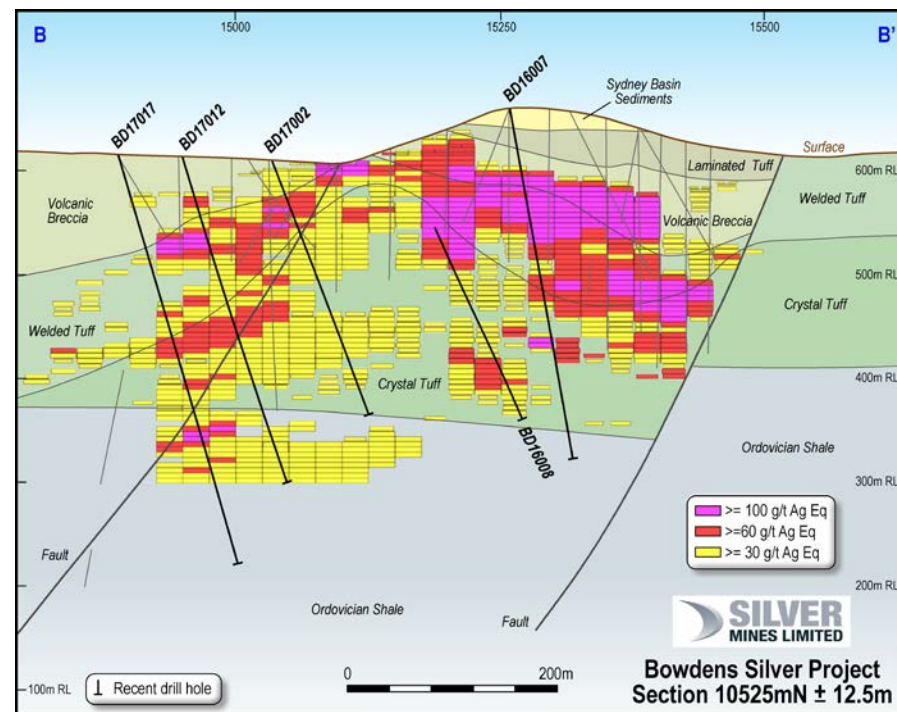 B
15000
15250
15500
B'
BD17017
BD17012
BD17002
BD16007
Sydney Basin
Sediments
Surface
600m RL
Laminated Tuff
Welded Tuff
Volcanic
Breccia
Volcanic Breccia
500m RL
Crystal Tuff
Welded Tuff
Crystal Tuff
400m RL
BD16008
Ordovician Shale
300m RL
>= 100 g/t Ag Eq
>=60 g/t Ag Eq
>= 30 g/t Ag Eq
Fault
200m RL
Ordovician Shale
Fault
SILVER
MINES LIMITED
0
200m
Bowdens Silver Project
Section 10525mN ± 12.5m
100m RL
Recent drill hole